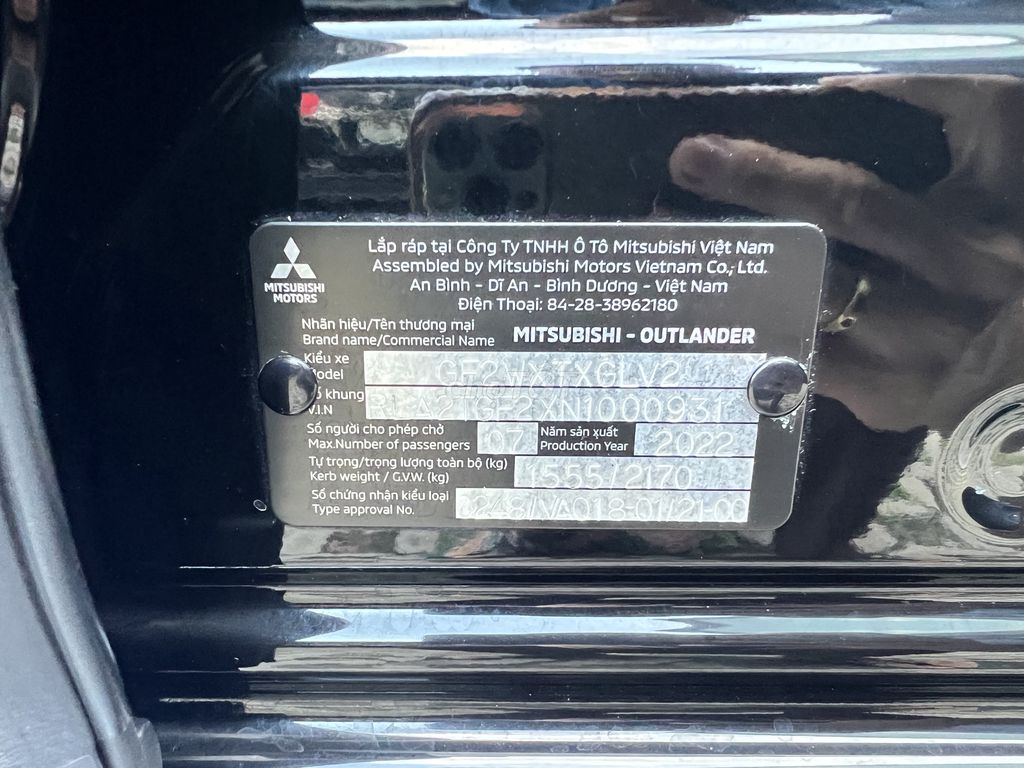 MITSUBISHI
MOTORS
Lắp ráp tại Công Ty TNHH Ô Tô Mitsubishi Việt Nam
Assembled by Mitsubishi Motors Vietnam Co., Ltd.
An Bình - Dĩ An - Bình Dương - Việt Nam
Điện Thoại: 84-28-38962180
Nhãn hiệu/Tên thương mại
Brand name/Commercial Name MITSUBISHI - OUTLANDER
Kiểu xe
Model GF2WXTXGLV2
Số khung
V.I.N RLA21GF2XN1000931
Số người cho phép chở
Max.Number of passengers 07
Năm sản xuất
Production Year 2022
Tự trọng/trọng lượng toàn bộ (kg)
Kerb weight / G.V.W. (kg) 1555/2170
Số chứng nhận kiểu loại
Type approval No.